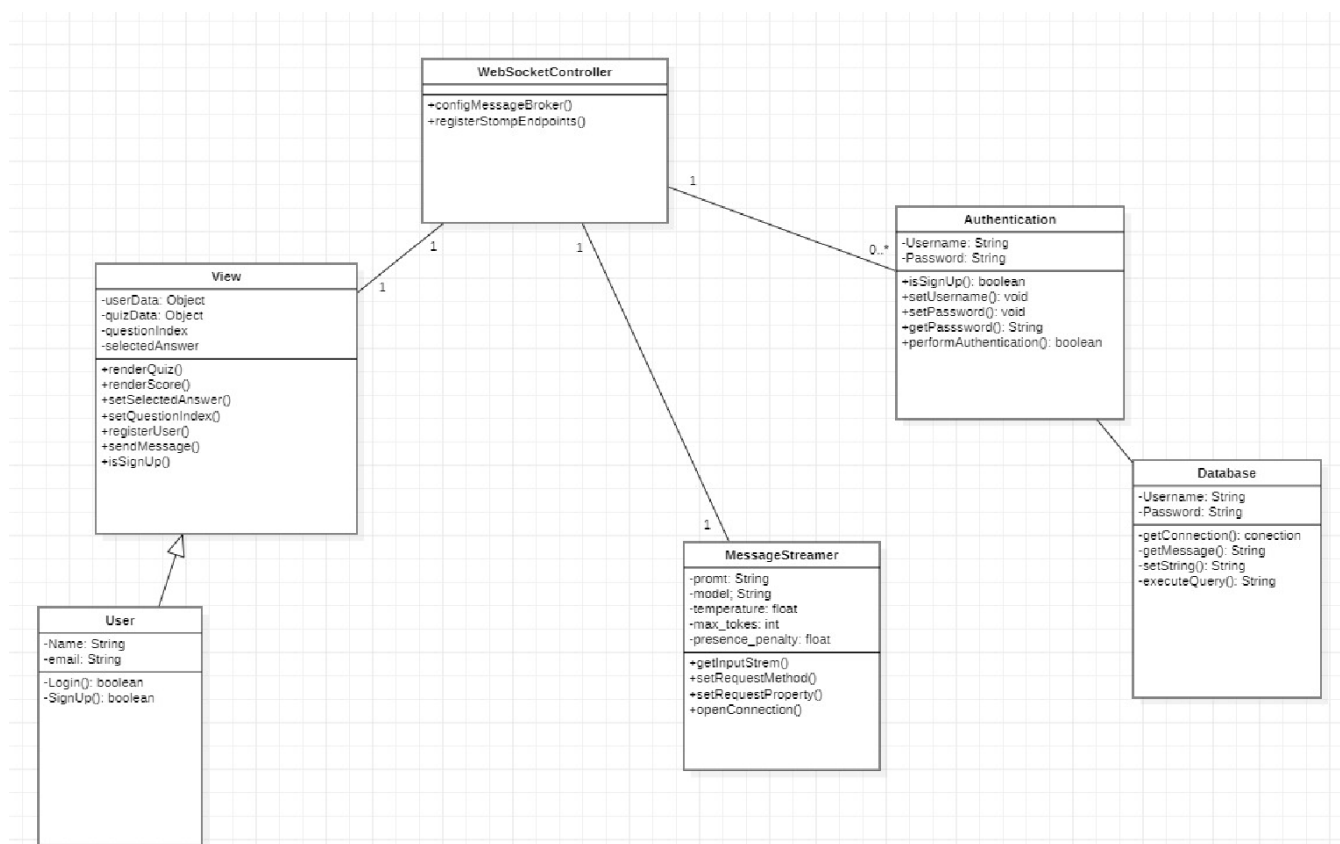 WebSocketController
+configMessageBroker()
+registerStompEndpoints()
1
1
1
1
0..*
1
View
-userData: Object
-quizData: Object
-questionIndex
-selectedAnswer
+renderQuiz()
+renderScore()
+setSelectedAnswer()
+setQuestionIndex()
+registerUser()
+sendMessage()
+isSignUp()
Authentication
-Username: String
-Password: String
+isSignUp(): boolean
+setUsername(): void
+setPassword(): void
+getPasssword(): String
+performAuthentication(): boolean
Database
-Username: String
-Password: String
-getConnection(): conection
-getMessage(): String
-setString(): String
-executeQuery(): String
MessageStreamer
-promt: String
-model; String
-temperature: float
-max_tokes: int
-presence_penalty: float
+getInputStrem()
+setRequestMethod()
+setRequestProperty()
+openConnection()
User
-Name: String
-email: String
-Login(): boolean
-SignUp(): boolean